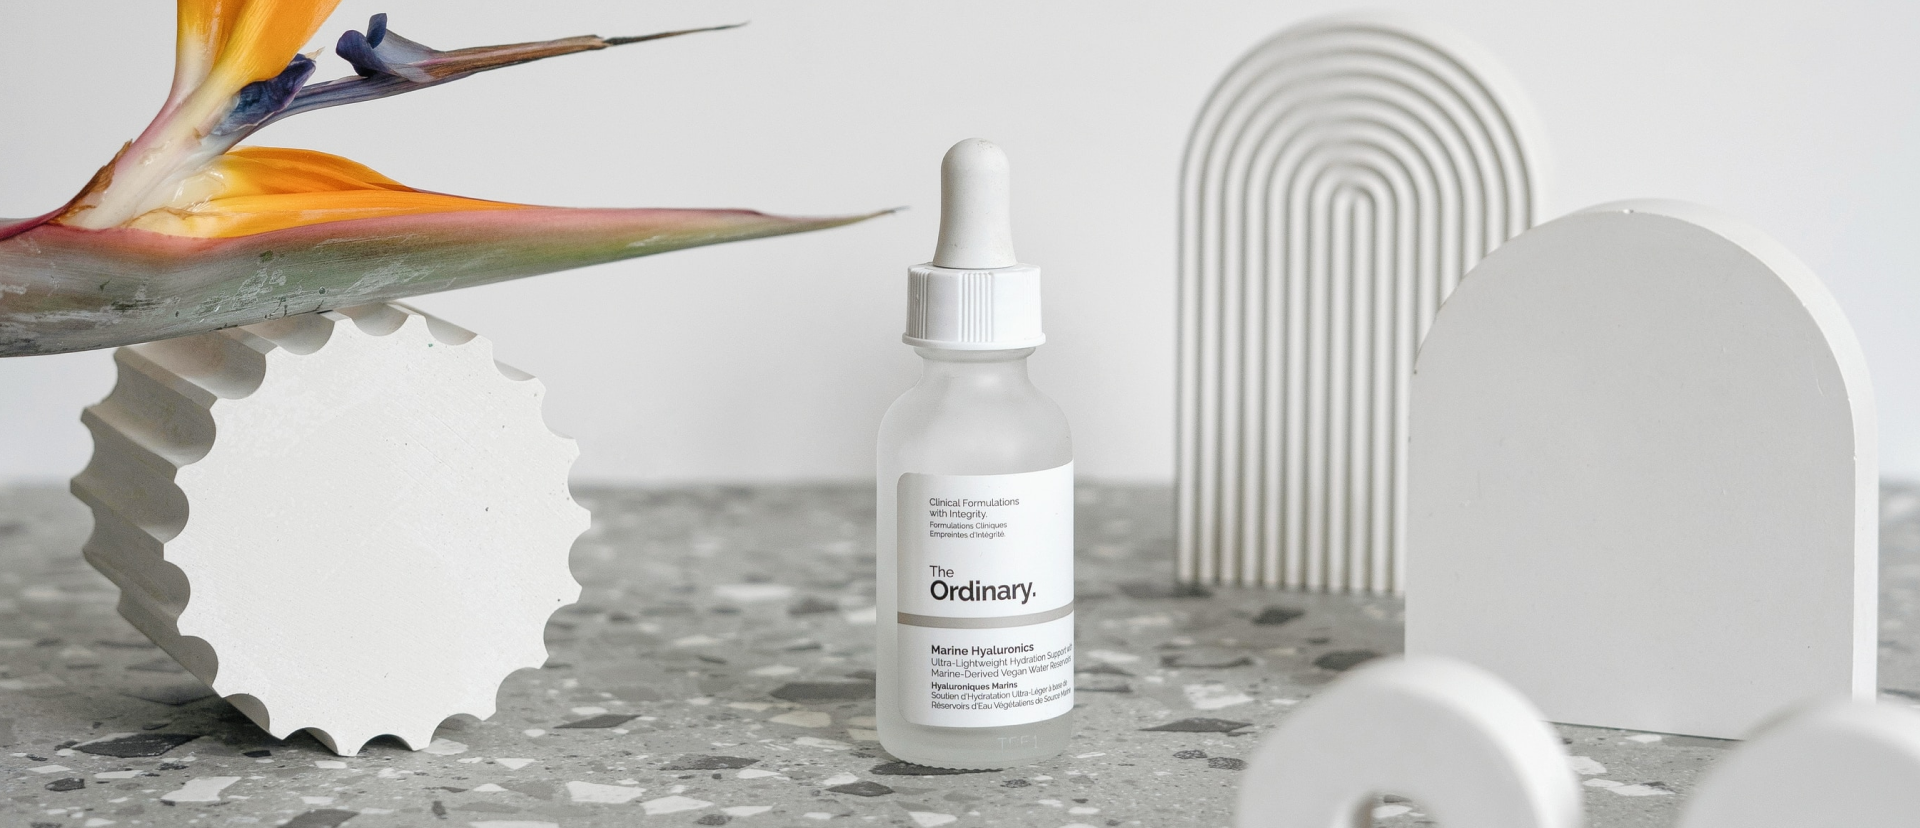 Clinical Formulations
with Integrity.
Formulations Cliniques
Empreintes d'Intégrité.
The
Ordinary.
Marine Hyaluronics
Ultra-Lightweight Hydration Support with
Marine-Derived Vegan Water Reservoirs
Hyaluroniques Marins
Soutien d'Hydratation Ultra-Léger à base de
Réservoirs d'Eau Végétaliens de Source Marine